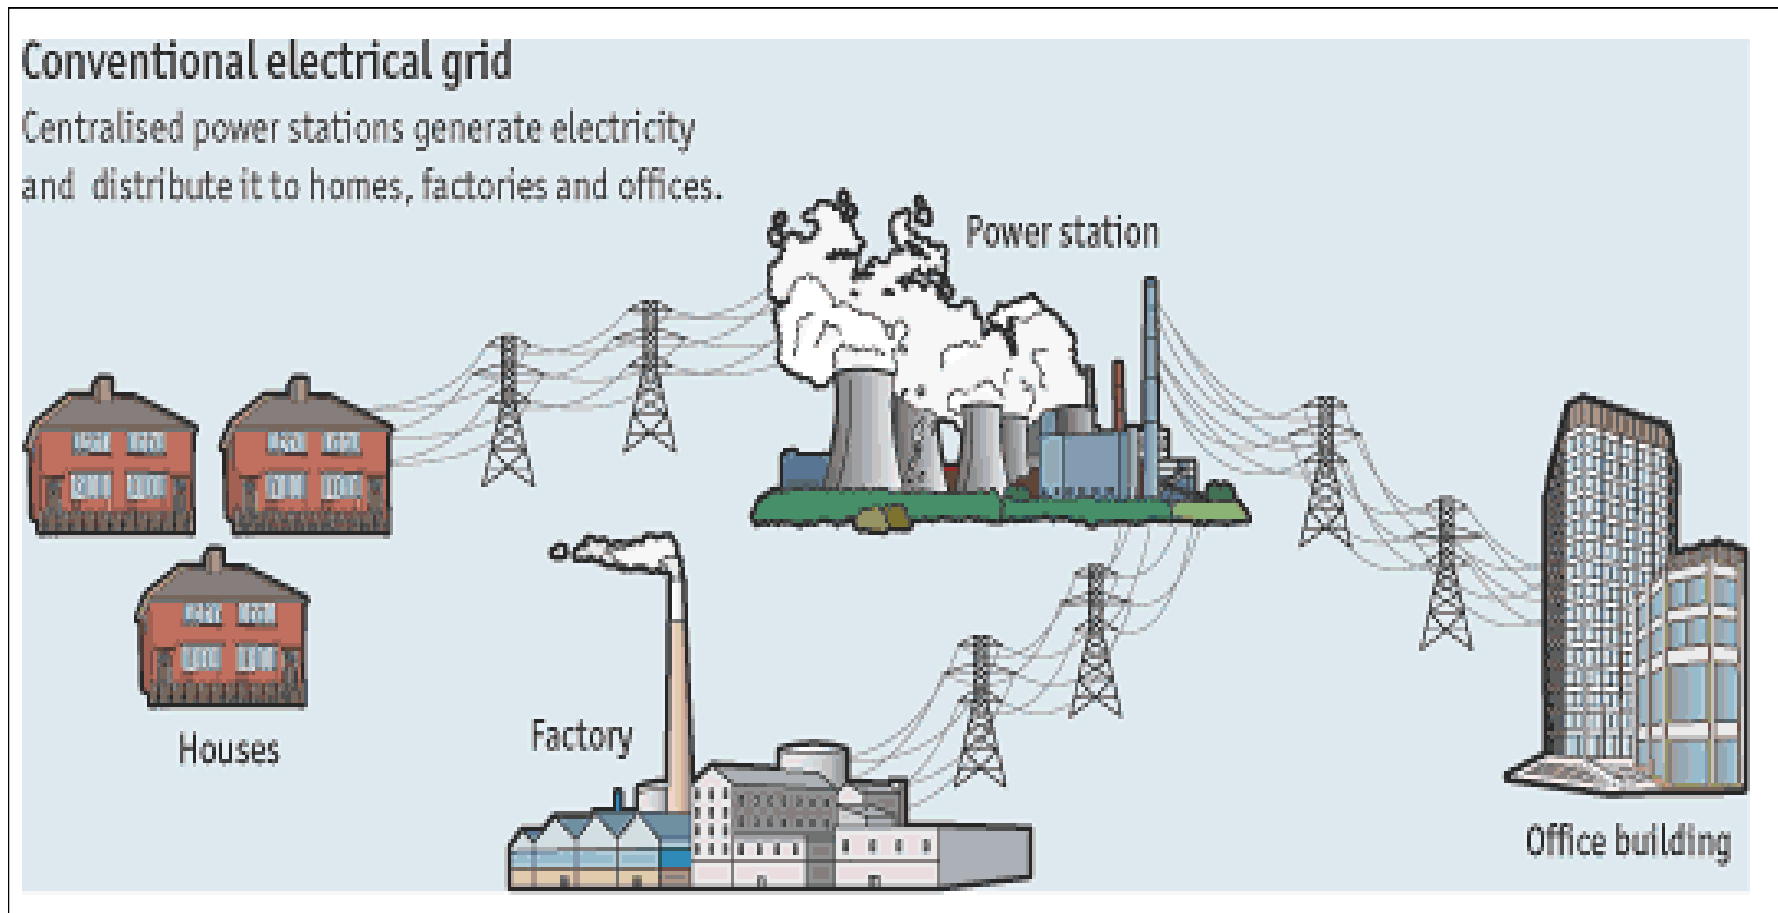 Conventional electrical grid
Centralised power stations generate electricity
and distribute it to homes, factories and offices.
Power station
Factory
Houses
Office building